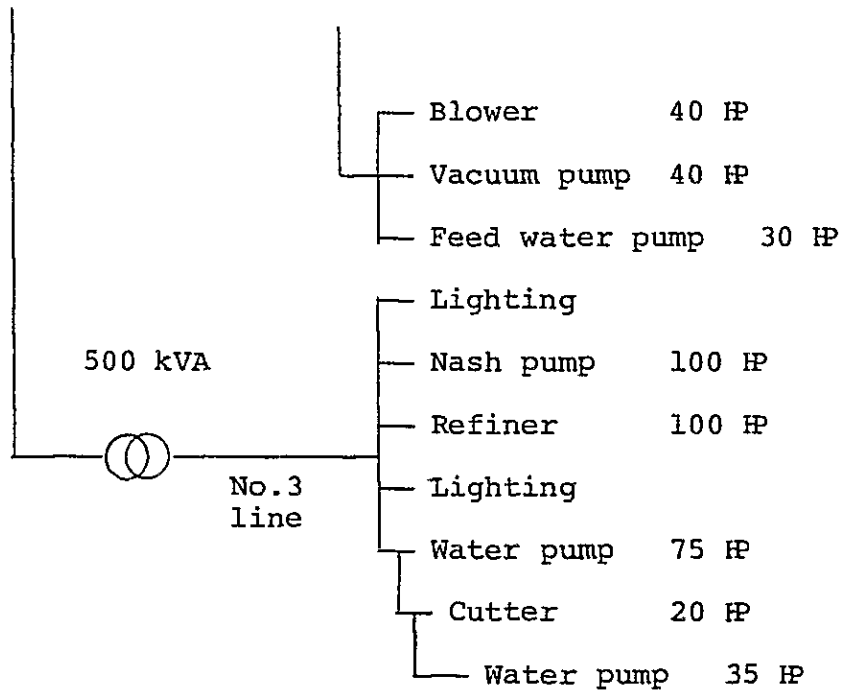 Blower 40 HP
Vacuum pump 40 HP
Feed water pump 30 HP
Lighting
500 kVA
Nash pump 100 HP
Refiner 100 HP
No.3
line
Lighting
Water pump 75 HP
Cutter 20 HP
Water pump 35 HP